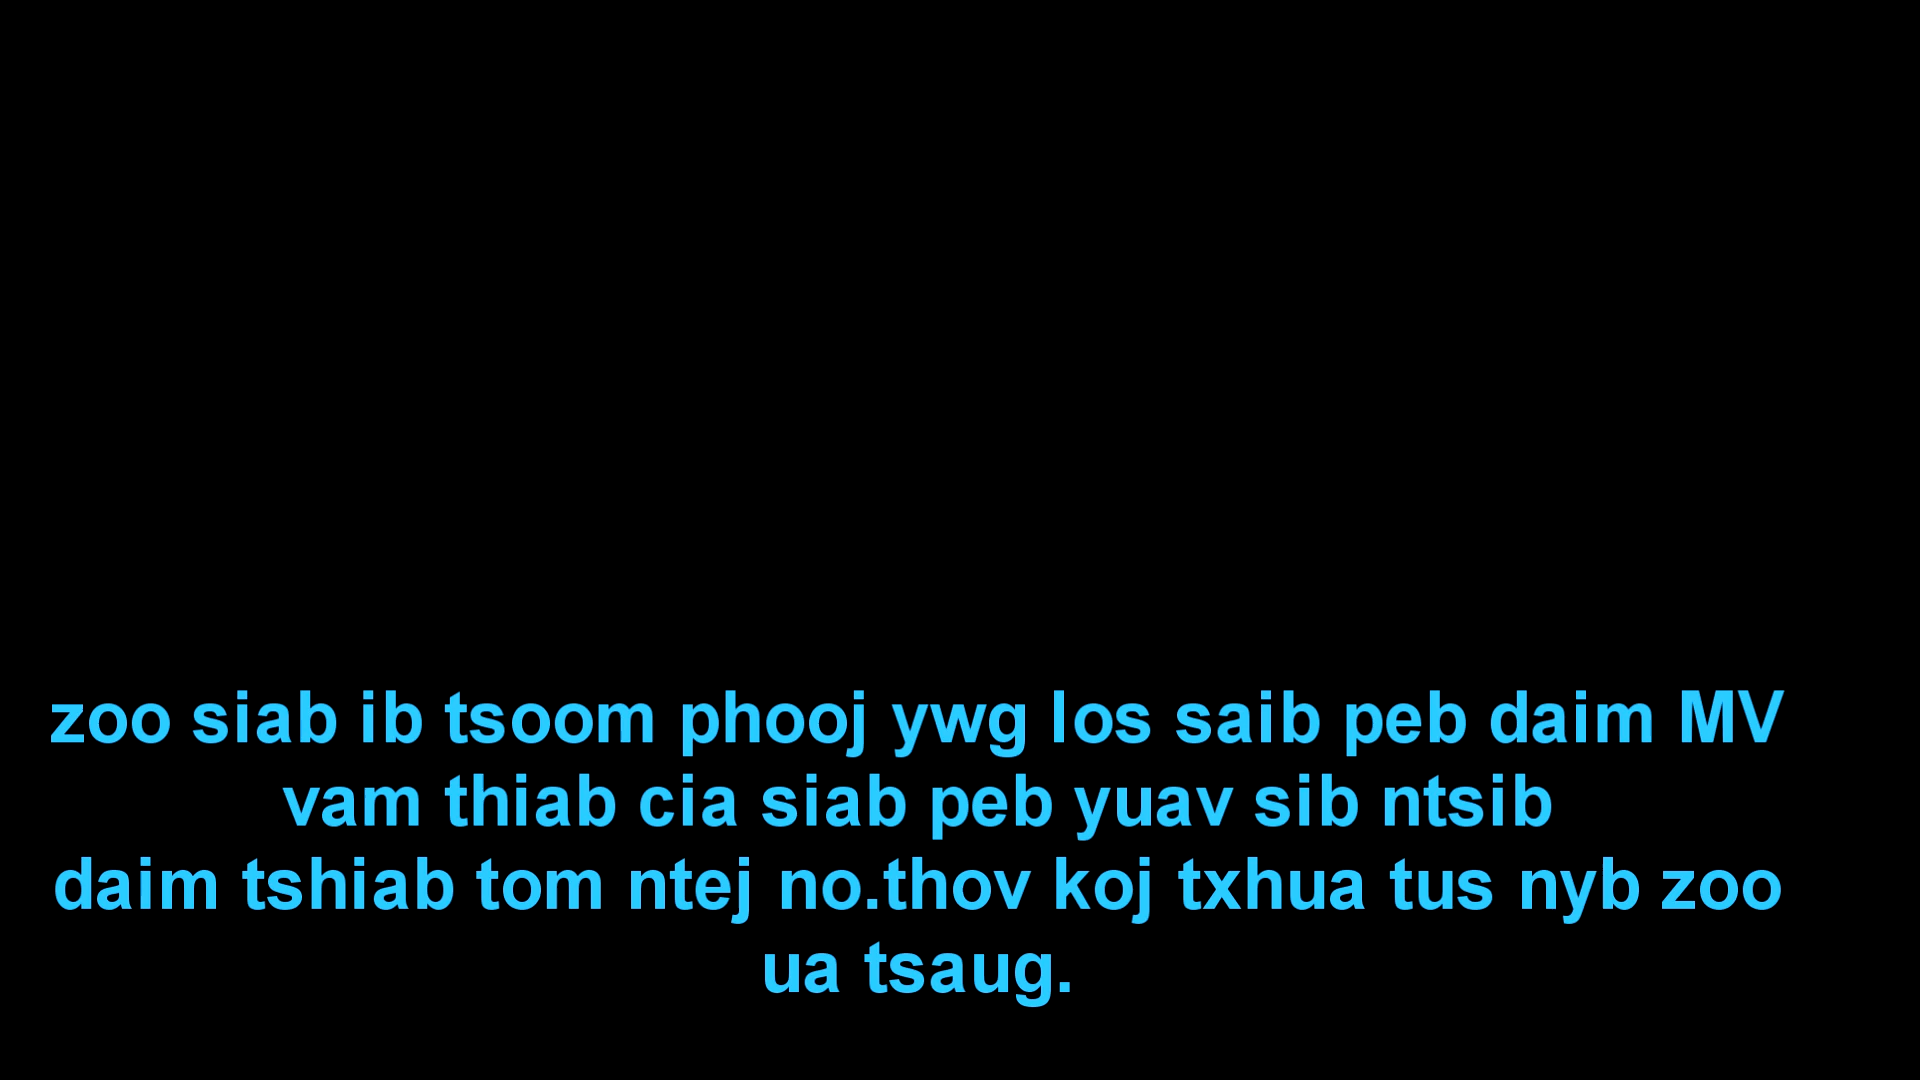 zoo siab ib tsoom phooj ywg los saib peb daim MV
vam thiab cia siab peb yuav sib ntsib
daim tshiab tom ntej no.thov koj txhua tus nyb zoo
ua tsaug.